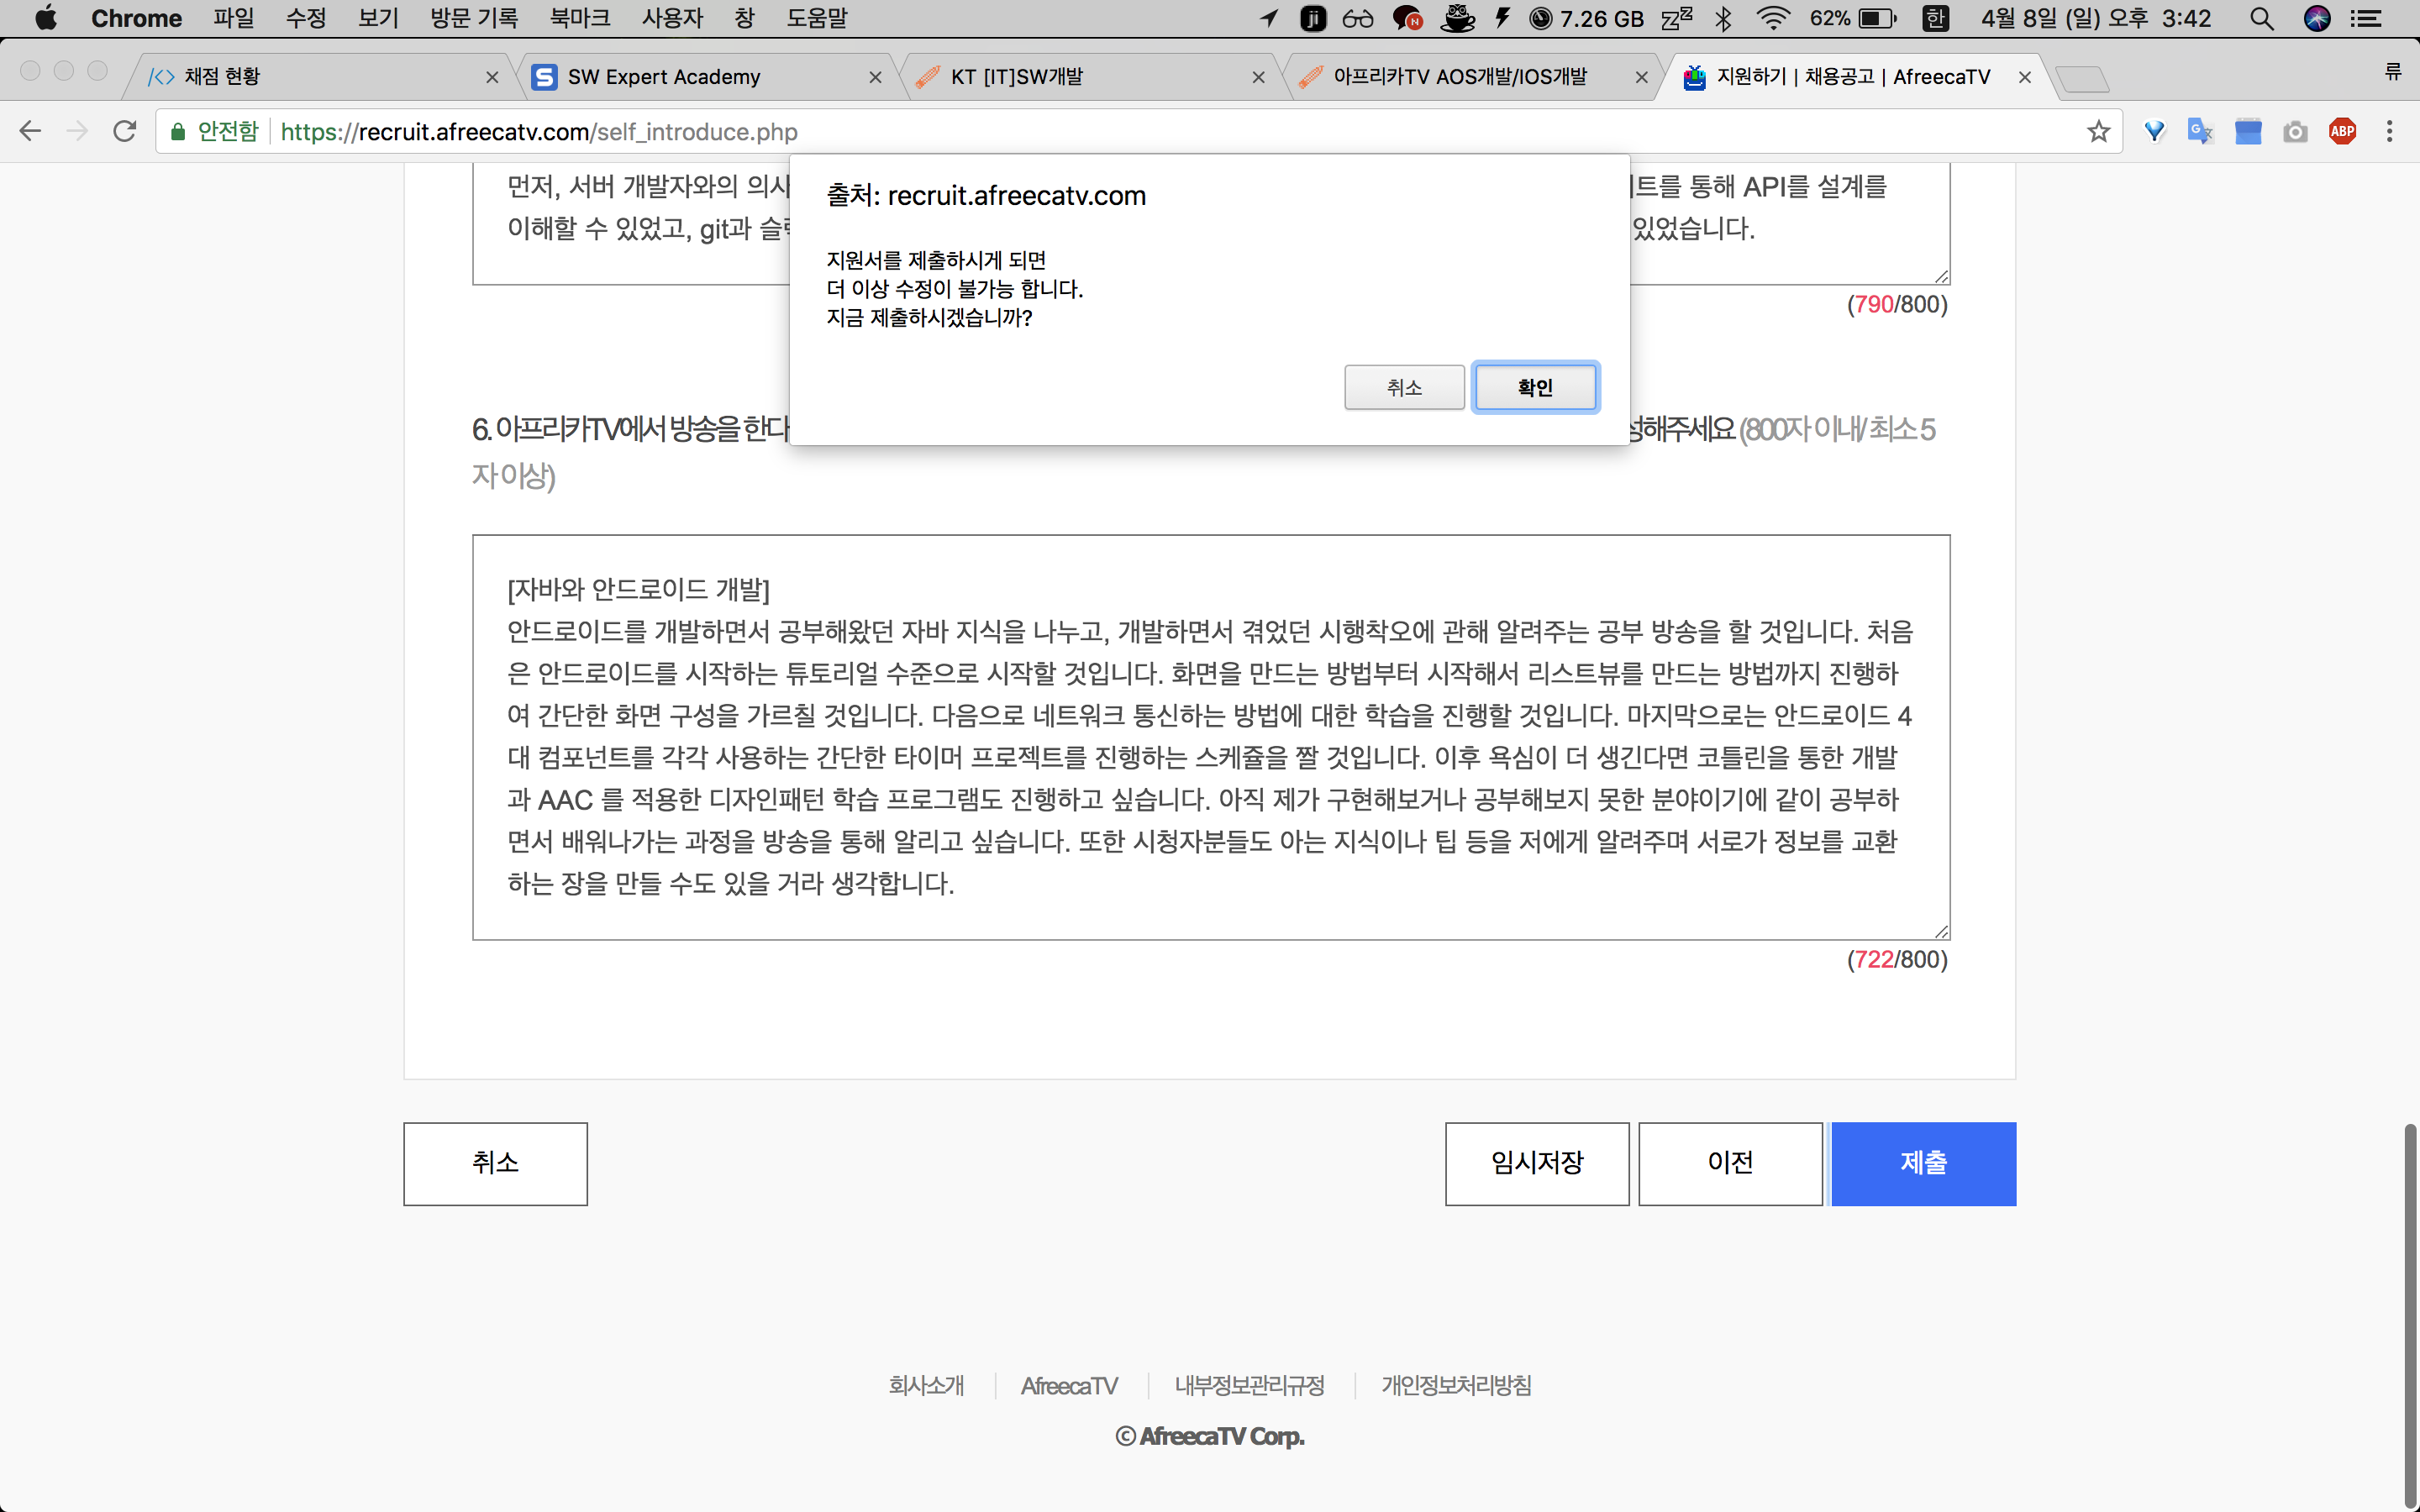 Chrome 파일 수정 보기 방문 기록 북마크 사용자 창 도움말 ji N 7.26 GB zzZ 62% 한 4월 8일 (일) 오후 3:42
채점 현황 SW Expert Academy KT [IT]SW개발 아프리카TV AOS개발/IOS개발 지원하기 | 채용공고 | AfreecaTV 류
안전함 https://recruit.afreecatv.com/self_introduce.php ABP
출처: recruit.afreecatv.com
지원서를 제출하시게 되면
더 이상 수정이 불가능 합니다.
지금 제출하시겠습니까?
취소 확인
먼저, 서버 개발자와의 통해 API를 설계를
이해할 수 있었고, git과 있었습니다.
(790/800)
6. 아프리카TV에서 방송을 한다 (800자 이내/ 최소 5
자 이상)
[자바와 안드로이드 개발]
안드로이드를 개발하면서 공부해왔던 자바 지식을 나누고, 개발하면서 겪었던 시행착오에 관해 알려주는 공부 방송을 할 것입니다. 처음
은 안드로이드를 시작하는 튜토리얼 수준으로 시작할 것입니다. 화면을 만드는 방법부터 시작해서 리스트뷰를 만드는 방법까지 진행하
여 간단한 화면 구성을 가르칠 것입니다. 다음으로 네트워크 통신하는 방법에 대한 학습을 진행할 것입니다. 마지막으로는 안드로이드 4
대 컴포넌트를 각각 사용하는 간단한 타이머 프로젝트를 진행하는 스케쥴을 짤 것입니다. 이후 욕심이 더 생긴다면 코틀린을 통한 개발
과 AAC 를 적용한 디자인패턴 학습 프로그램도 진행하고 싶습니다. 아직 제가 구현해보거나 공부해보지 못한 분야이기에 같이 공부하
면서 배워나가는 과정을 방송을 통해 알리고 싶습니다. 또한 시청자분들도 아는 지식이나 팁 등을 저에게 알려주며 서로가 정보를 교환
하는 장을 만들 수도 있을 거라 생각합니다.
(722/800)
취소 임시저장 이전 제출
회사소개 AfreecaTV 내부정보관리규정 개인정보처리방침
© AfreecaTV Corp.